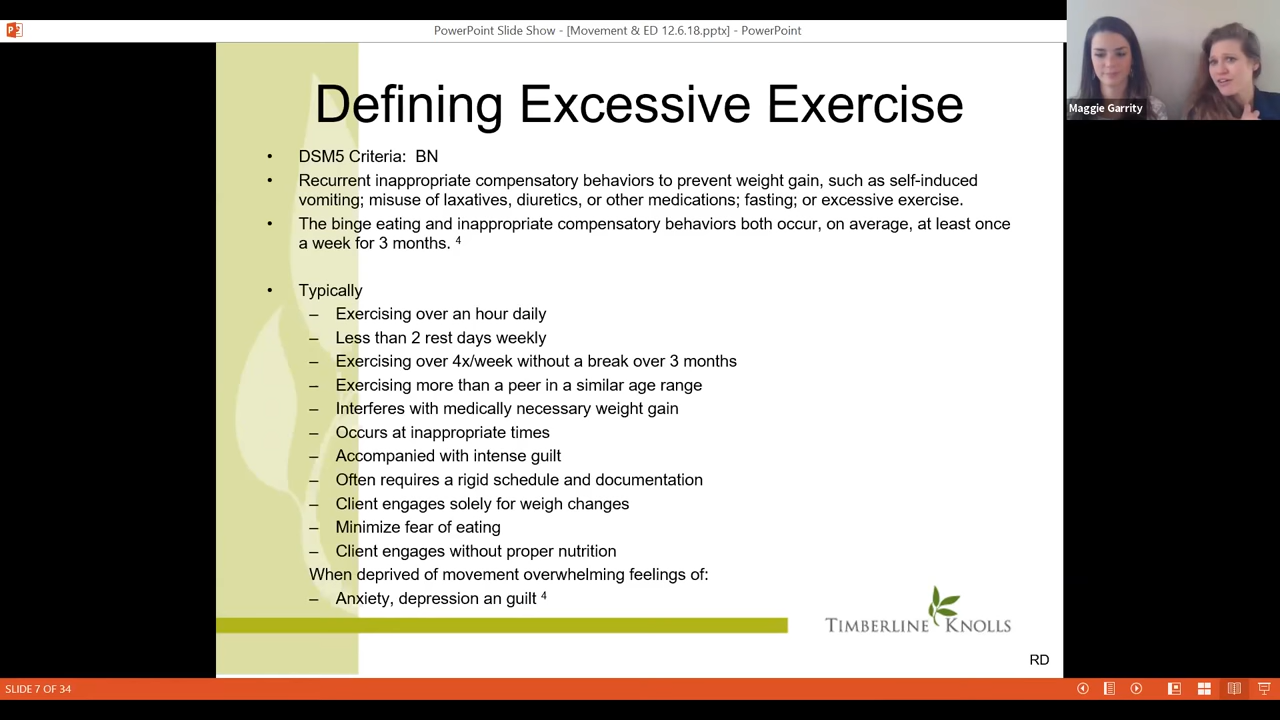 PowerPoint Slide Show - [Movement & ED 12.6.18.pptx] - PowerPoint
Maggie Garrity
Defining Excessive Exercise
• DSM5 Criteria: BN
• Recurrent inappropriate compensatory behaviors to prevent weight gain, such as self-induced
vomiting; misuse of laxatives, diuretics, or other medications; fasting; or excessive exercise.
• The binge eating and inappropriate compensatory behaviors both occur, on average, at least once
a week for 3 months. 4
• Typically
– Exercising over an hour daily
– Less than 2 rest days weekly
– Exercising over 4x/week without a break over 3 months
– Exercising more than a peer in a similar age range
– Interferes with medically necessary weight gain
– Occurs at inappropriate times
– Accompanied with intense guilt
– Often requires a rigid schedule and documentation
– Client engages solely for weigh changes
– Minimize fear of eating
– Client engages without proper nutrition
When deprived of movement overwhelming feelings of:
– Anxiety, depression an guilt 4
TIMBERLINE KNOLLS
RD
SLIDE 7 OF 34